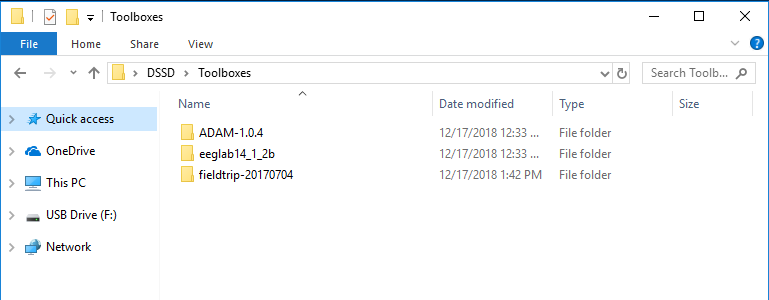 Toolboxes
File Home Share View
DSSD Toolboxes Search Toolb...
Name Date modified Type Size
Quick access
OneDrive
This PC
USB Drive (F:)
Network
ADAM-1.0.4 12/17/2018 12:33 ... File folder
eeglab14_1_2b 12/17/2018 12:33 ... File folder
fieldtrip-20170704 12/17/2018 1:42 PM File folder